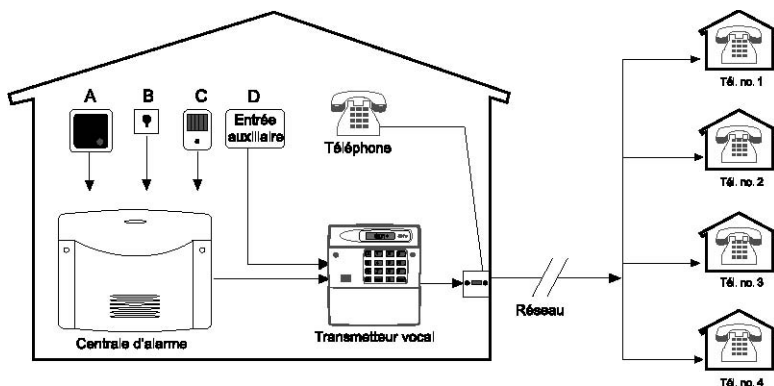 A
B
C
D
Entrée
auxiliaire
Téléphone
Centrale d'alarme
Transmetteur vocal
Réseau
Tél. no. 1
Tél. no. 2
Tél. no. 3
Tél. no. 4